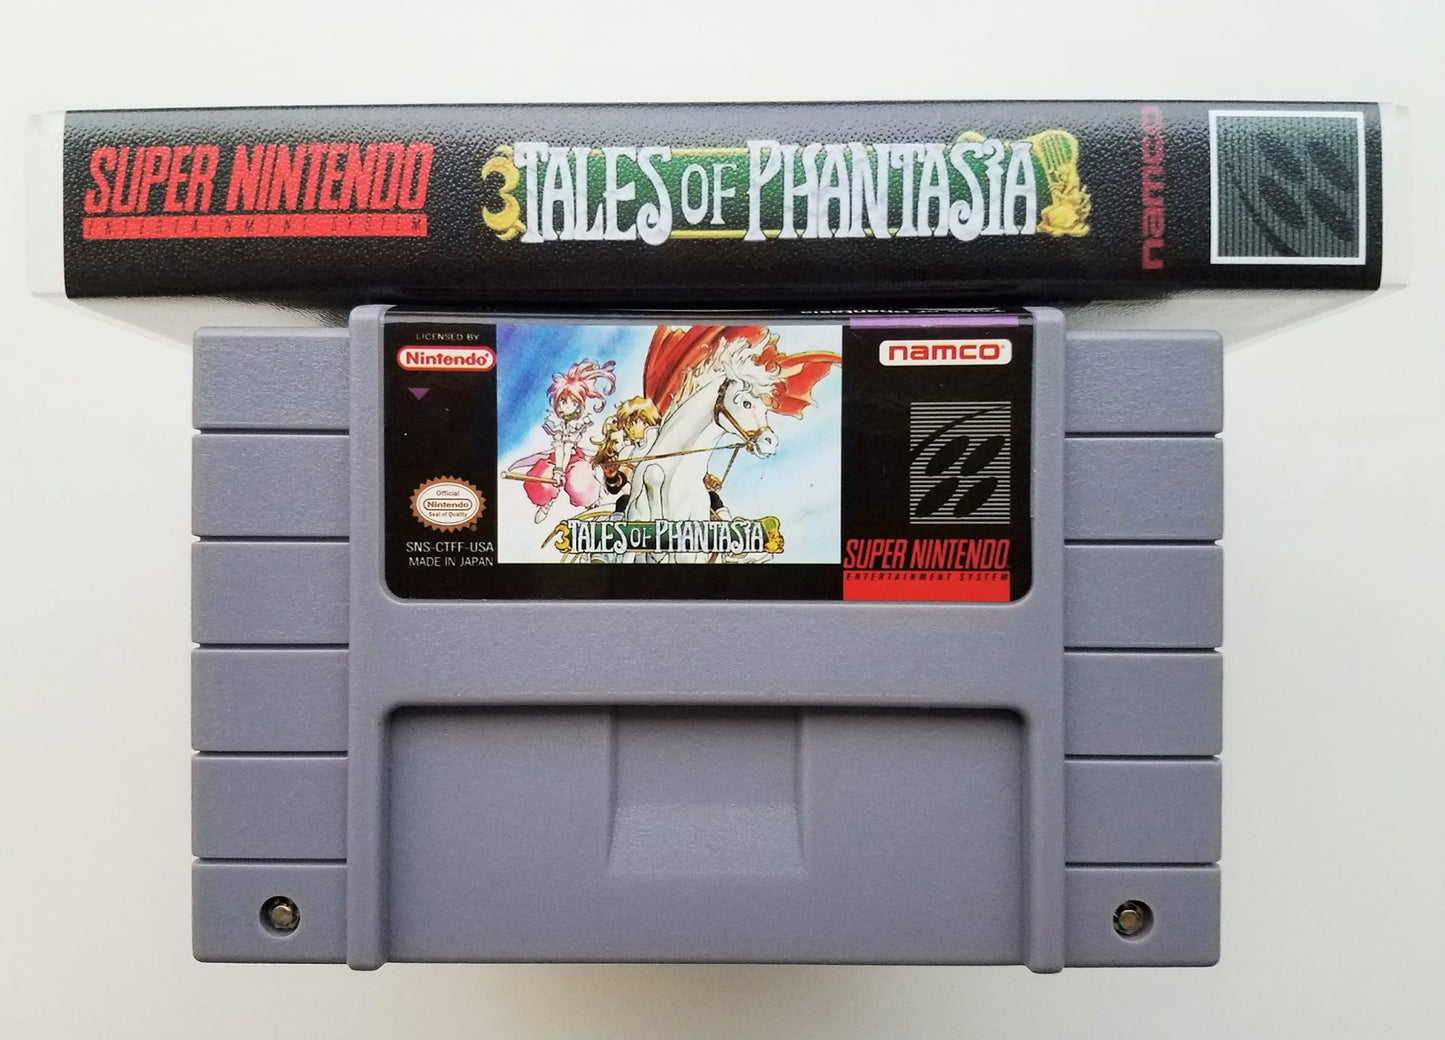 SUPER NINTENDO
ENTERTAINMENT SYSTEM
TALES OF PHANTASIA
namco
LICENSED BY
Nintendo
Official
Nintendo
Seal of Quality
SNS-CTFF-USA
MADE IN JAPAN
TALES OF PHANTASIA
namco
SUPER NINTENDO
ENTERTAINMENT SYSTEM